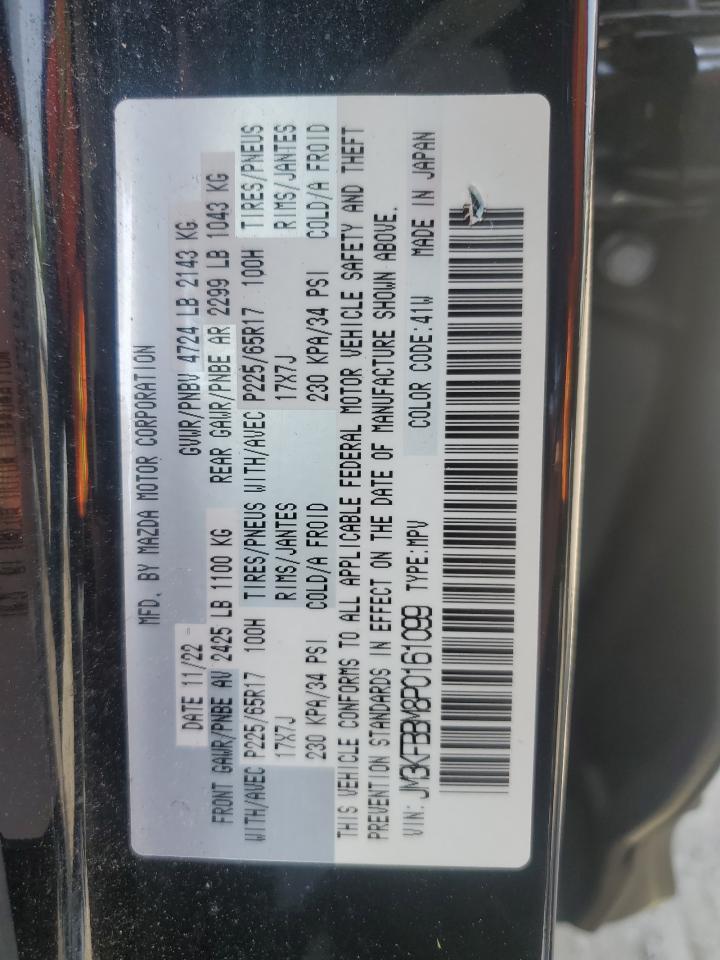 MFD. BY MAZDA MOTOR CORPORATION
DATE 11/22 GVWR/PNBV 4724 LB 2143 KG
FRONT GAWR/PNBE AV 2425 LB 1100 KG REAR GAWR/PNBE AR 2299 LB 1043 KG
WITH/AVEC P225/65R17 100H TIRES/PNEUS WITH/AVEC P225/65R17 100H TIRES/PNEUS
17X7J RIMS/JANTES 17X7J RIMS/JANTES
230 KPA/34 PSI COLD/A FROID 230 KPA/34 PSI COLD/A FROID
THIS VEHICLE CONFORMS TO ALL APPLICABLE FEDERAL MOTOR VEHICLE SAFETY AND THEFT
PREVENTION STANDARDS IN EFFECT ON THE DATE OF MANUFACTURE SHOWN ABOVE.
VIN: JM3KFBBM8P0161099 TYPE:MPV COLOR CODE:41W MADE IN JAPAN